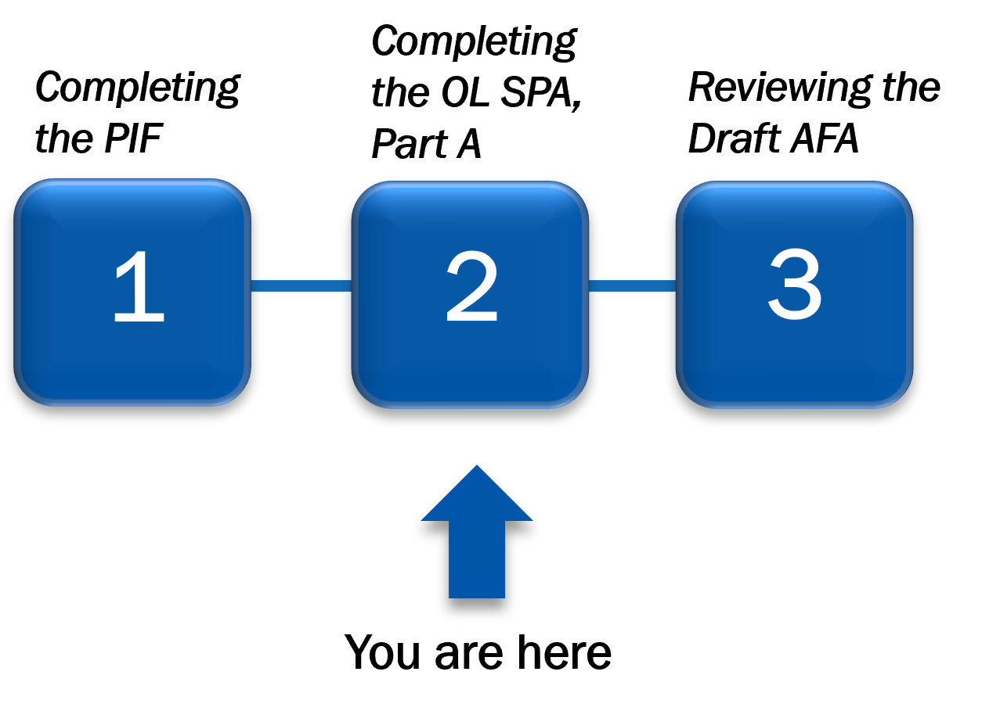 Completing
the PIF
1
Completing
the OL SPA,
Part A
2
Reviewing the
Draft AFA
3
You are here